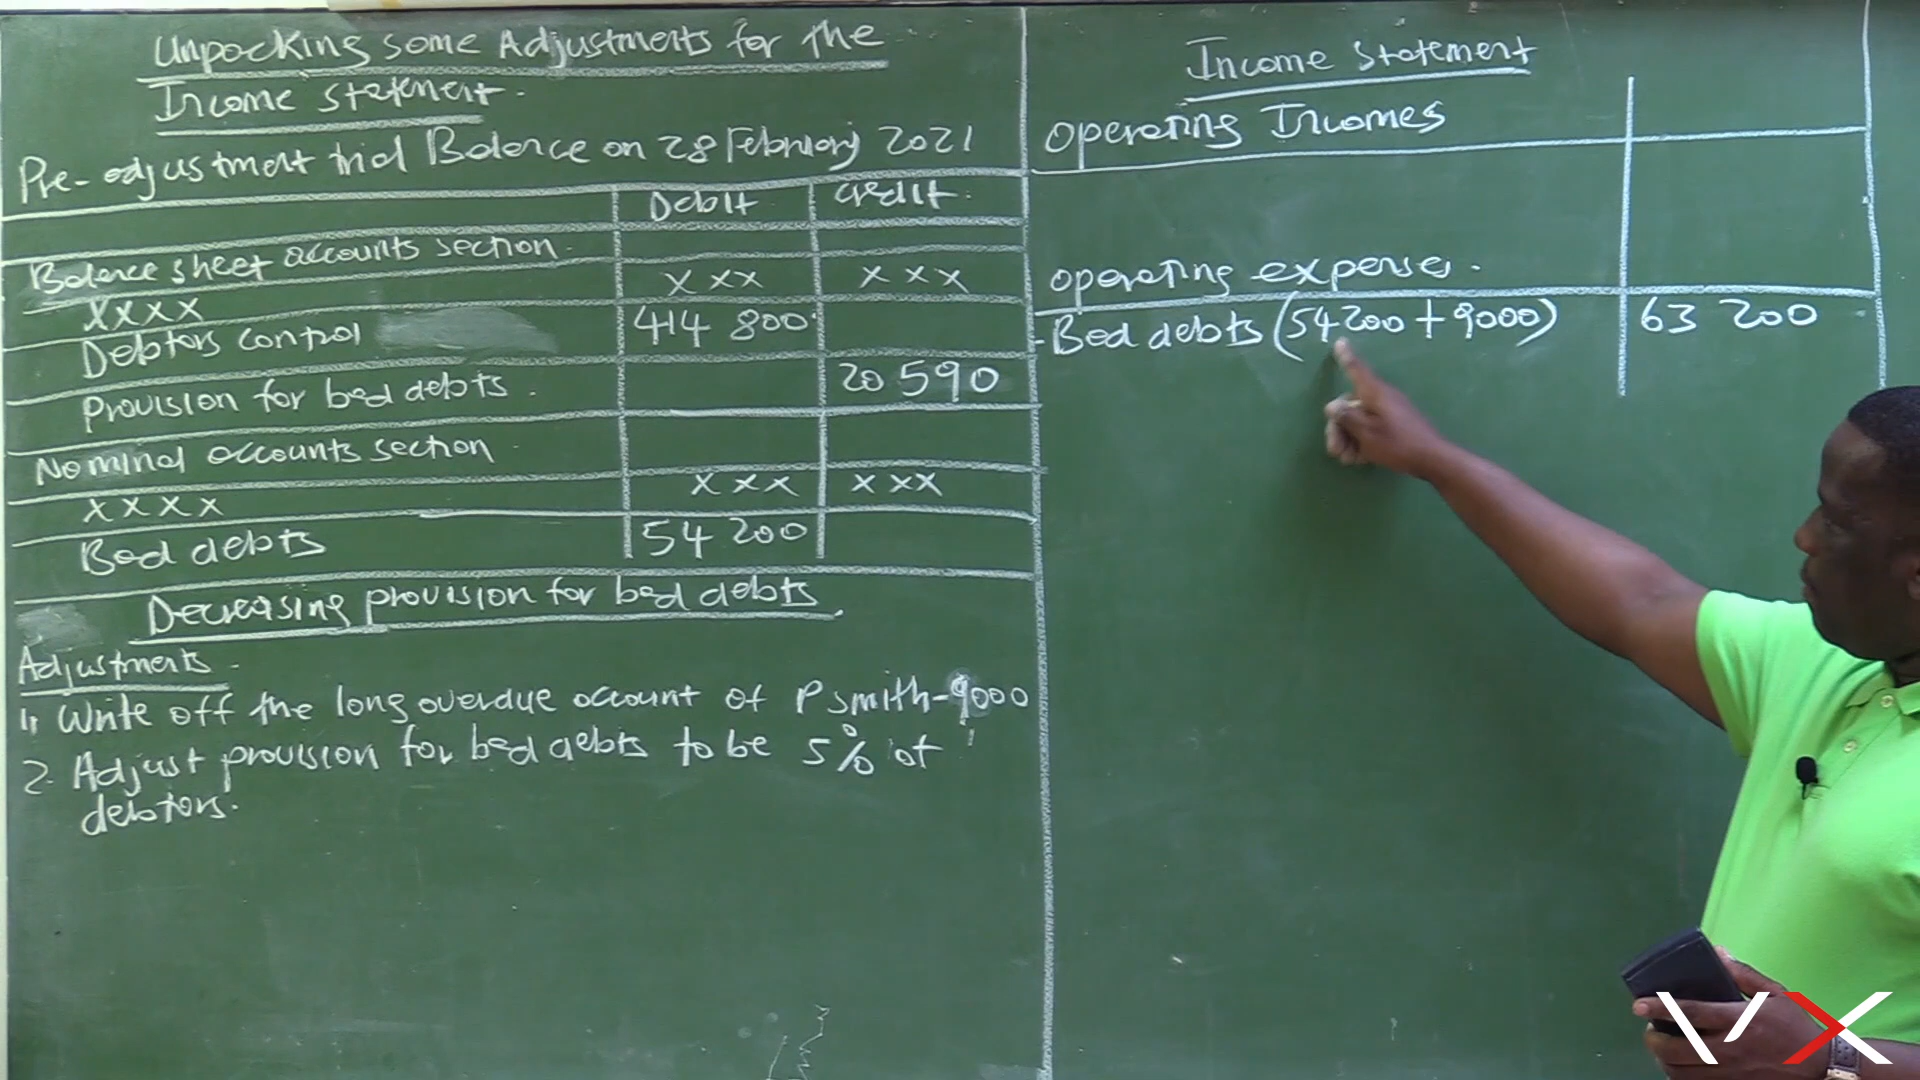 Unpacking some Adjustments for the
Income statement.
Pre-adjustment trial Balance on 28 February 2021
Debit Credit
Balance sheet accounts section
XXXX XXX XXX
Debtors control 414 800
Provision for bad debts 20 590
Nominal accounts section
XXXX XXX XXX
Bad debts 54 200
Decreasing provision for bad debts
Adjustments
1. Write off the long overdue account of P Smith - 9000
2. Adjust provision for bad debts to be 5% of
debtors.
Income statement
Operating Incomes
Operating expenses.
Bad debts (54 200 + 9000) 63 200
VX